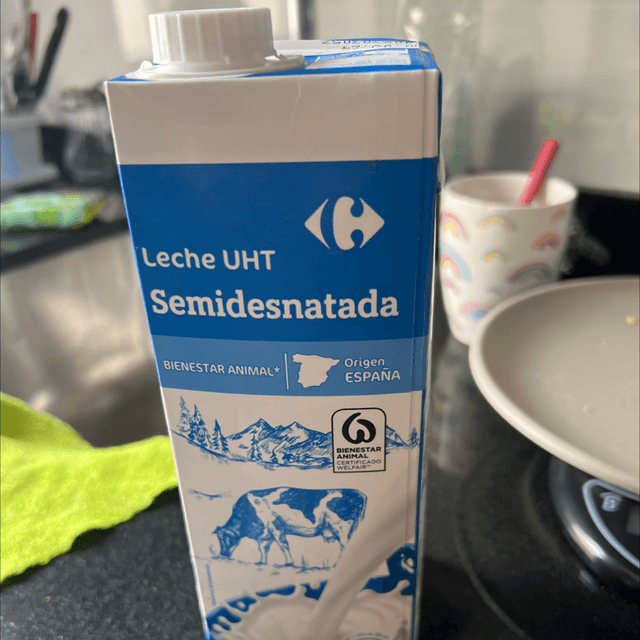 Leche UHT
Semidesnatada
BIENESTAR ANIMAL*
Origen
ESPAÑA
BIENESTAR
ANIMAL
CERTIFICADO
WELFAIR™